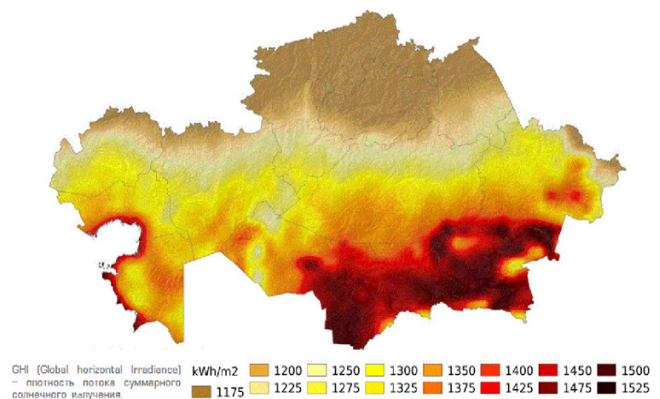 GHI (Global horizontal Irradiance)
– плотность потока суммарного
солнечного излучения.
kWh/m2 1200 1250 1300 1350 1400 1450 1500
1175 1225 1275 1325 1375 1425 1475 1525